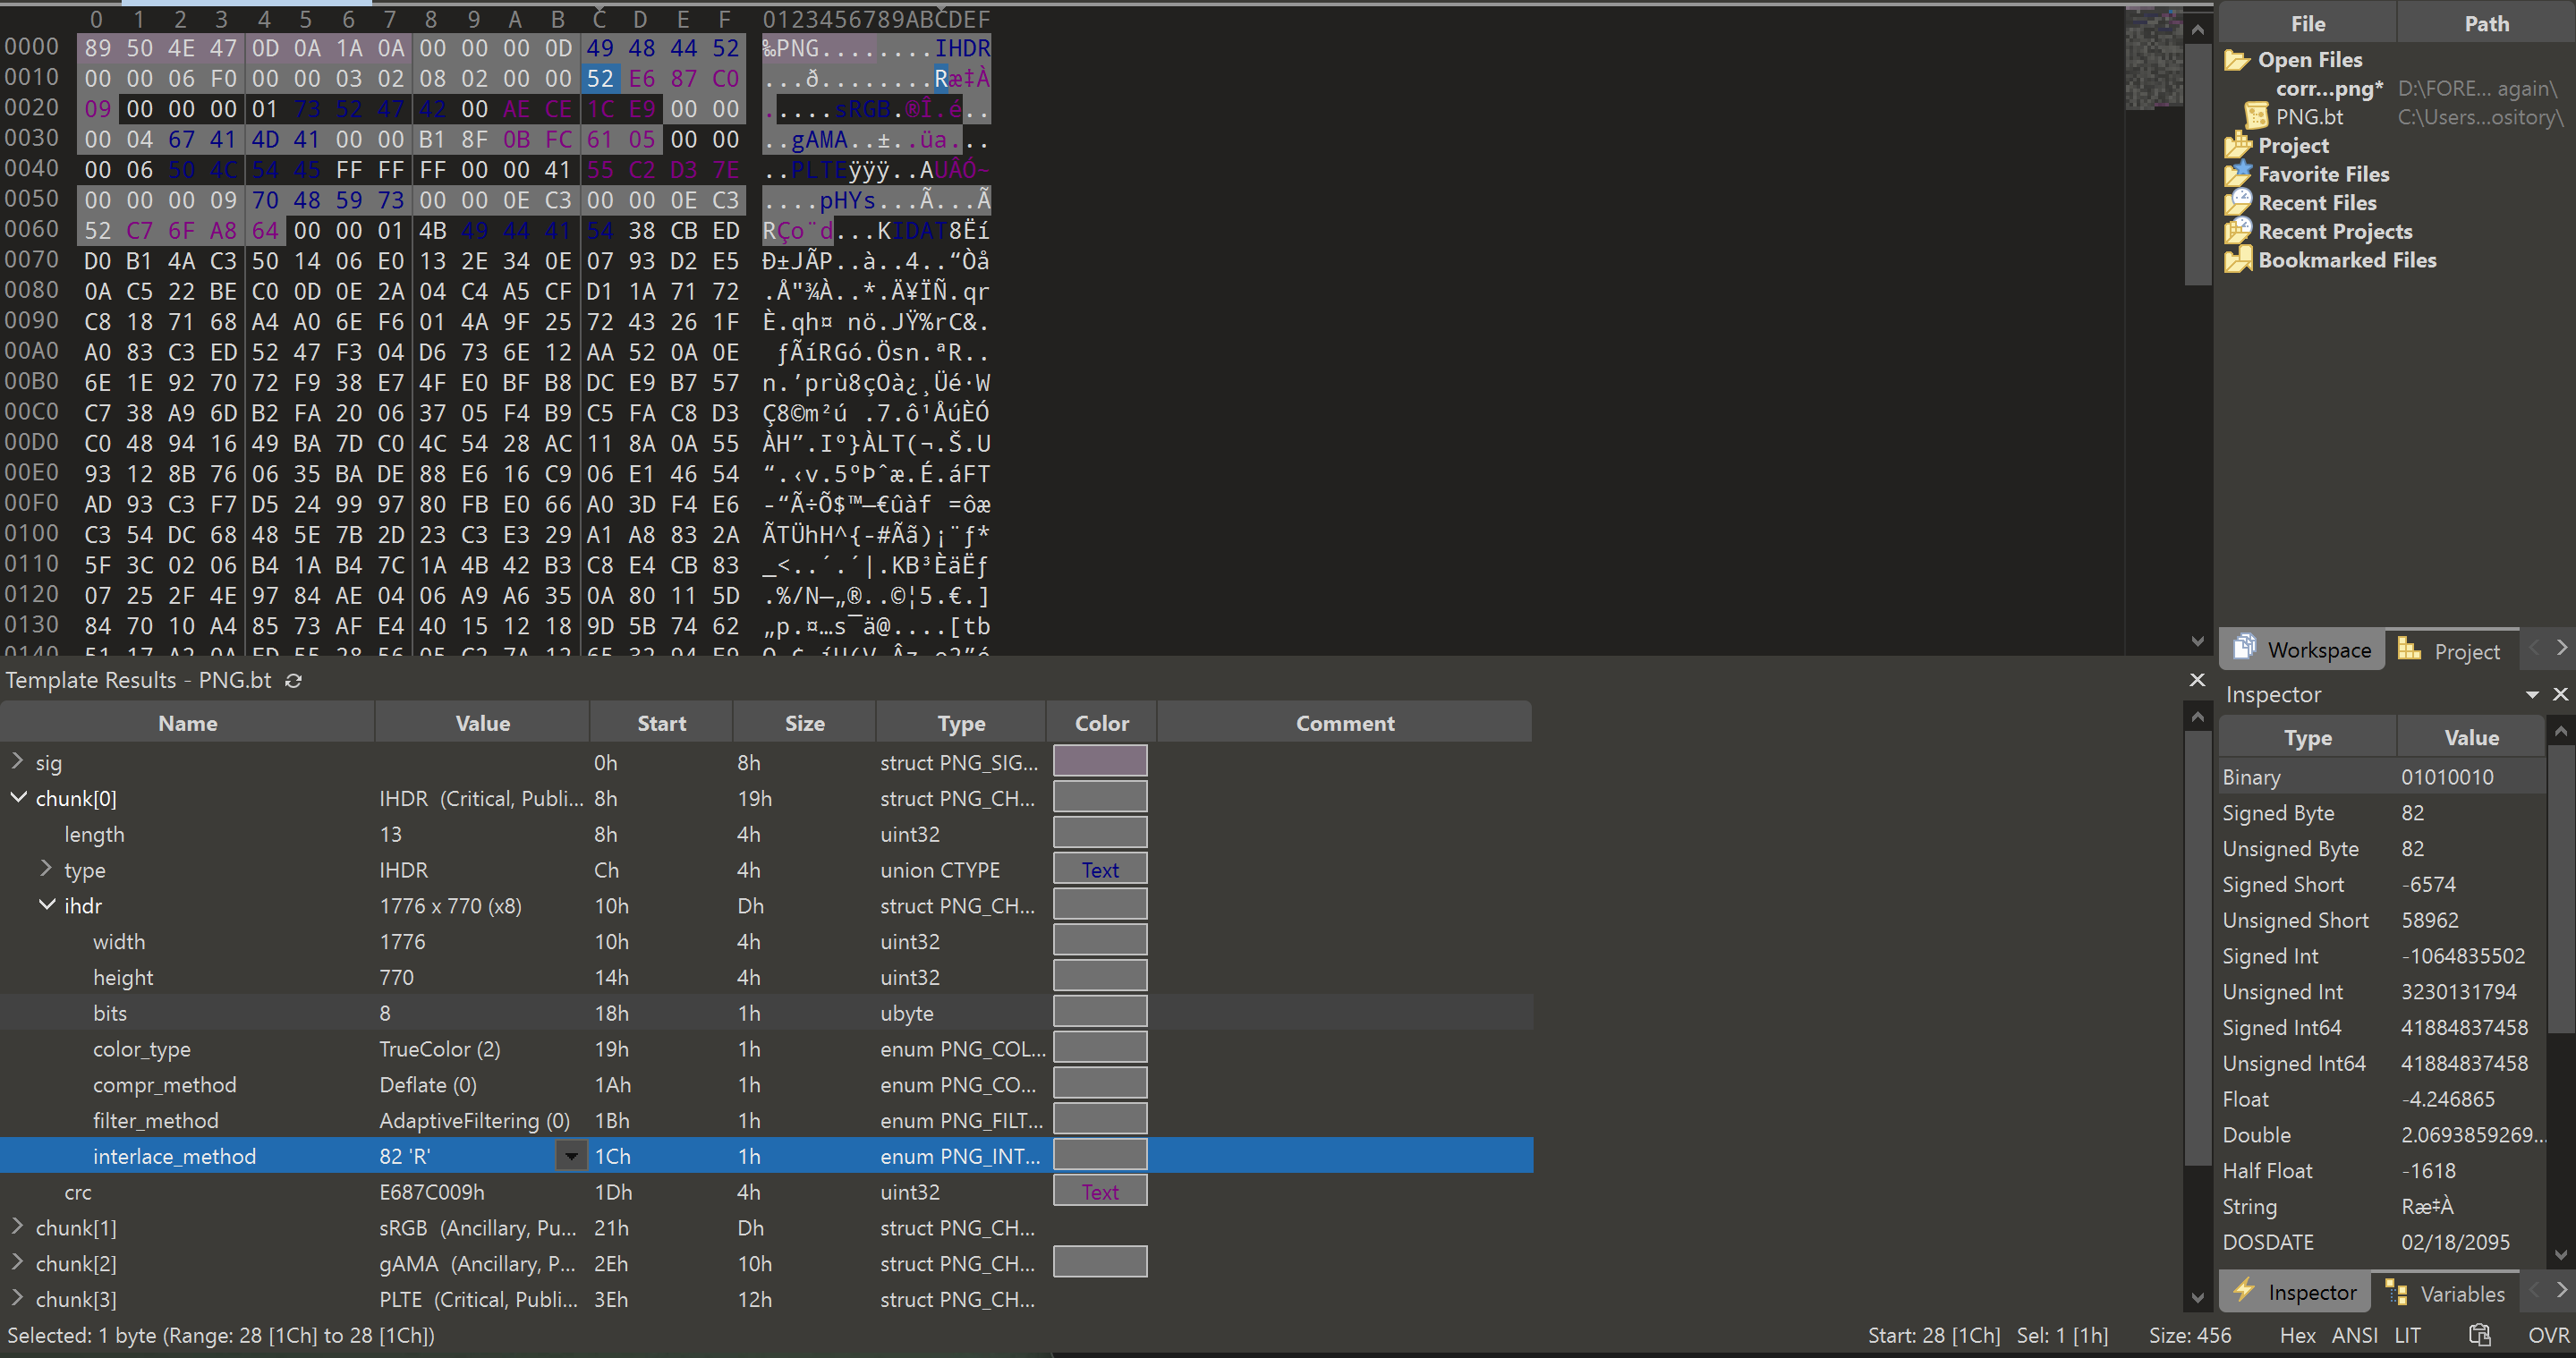 0 1 2 3 4 5 6 7 8 9 A B C D E F 0123456789ABCDEF
0000 89 50 4E 47 0D 0A 1A 0A 00 00 00 0D 49 48 44 52 ‰PNG........IHDR
0010 00 00 06 F0 00 00 03 02 08 02 00 00 52 E6 87 C0 ...ð........Ræ‡À
0020 09 00 00 00 01 73 52 47 42 00 AE CE 1C E9 00 00 .....sRGB.®Î.é..
0030 00 04 67 41 4D 41 00 00 B1 8F 0B FC 61 05 00 00 ..gAMA..±..üa...
0040 00 06 50 4C 54 45 FF FF FF 00 00 41 55 C2 D3 7E ..PLTEÿÿÿ..AUÂÓ~
0050 00 00 00 09 70 48 59 73 00 00 0E C3 00 00 0E C3 ....pHYs...Ã...Ã
0060 52 C7 6F A8 64 00 00 01 4B 49 44 41 54 38 CB ED RÇo¨d...KIDAT8Ëí
0070 D0 B1 4A C3 50 14 06 E0 13 2E 34 0E 07 93 D2 E5 Ð±JÃP..à..4..“Òå
0080 0A C5 22 BE C0 0D 0E 2A 04 C4 A5 CF D1 1A 71 72 .Å"¾À..*.Ä¥ÏÑ.qr
0090 C8 18 71 68 A4 A0 6E F6 01 4A 9F 25 72 43 26 1F È.qh¤ nö.JŸ%rC&.
00A0 A0 83 C3 ED 52 47 F3 04 D6 73 6E 12 AA 52 0A 0E  ƒÃíRGó.Ösn.ªR..
00B0 6E 1E 92 70 72 F9 38 E7 4F E0 BF B8 DC E9 B7 57 n.’prù8çOà¿¸Üé·W
00C0 C7 38 A9 6D B2 FA 20 06 37 05 F4 B9 C5 FA C8 D3 Ç8©m²ú .7.ô¹ÅúÈÓ
00D0 C0 48 94 16 49 BA 7D C0 4C 54 28 AC 11 8A 0A 55 ÀH”.Iº}ÀLT(¬.Š.U
00E0 93 12 8B 76 06 35 BA DE 88 E6 16 C9 06 E1 46 54 “.‹v.5ºÞˆæ.É.áFT
00F0 AD 93 C3 F7 D5 24 99 97 80 FB E0 66 A0 3D F4 E6 -“Ã÷Õ$™—€ûàf =ôæ
0100 C3 54 DC 68 48 5E 7B 2D 23 C3 E3 29 A1 A8 83 2A ÃTÜhH^{-#Ãã)¡¨ƒ*
0110 5F 3C 02 06 B4 1A B4 7C 1A 4B 42 B3 C8 E4 CB 83 _<..´.´|.KB³ÈäËƒ
0120 07 25 2F 4E 97 84 AE 04 06 A9 A6 35 0A 80 11 5D .%/N—„®..©¦5.€.]
0130 84 70 10 A4 85 73 AF E4 40 15 12 18 9D 5B 74 62 „p.¤…s¯ä@....[tb
File Path
Open Files
corr...png* D:\FORE... again\
PNG.bt C:\Users...ository\
Project
Favorite Files
Recent Files
Recent Projects
Bookmarked Files
Workspace Project
Template Results - PNG.bt
Name Value Start Size Type Color Comment
sig 0h 8h struct PNG_SIG...
chunk[0] IHDR (Critical, Publi... 8h 19h struct PNG_CH...
length 13 8h 4h uint32
type IHDR Ch 4h union CTYPE Text
ihdr 1776 x 770 (x8) 10h Dh struct PNG_CH...
width 1776 10h 4h uint32
height 770 14h 4h uint32
bits 8 18h 1h ubyte
color_type TrueColor (2) 19h 1h enum PNG_COL...
compr_method Deflate (0) 1Ah 1h enum PNG_CO...
filter_method AdaptiveFiltering (0) 1Bh 1h enum PNG_FILT...
interlace_method 82 'R' 1Ch 1h enum PNG_INT...
crc E687C009h 1Dh 4h uint32 Text
chunk[1] sRGB (Ancillary, Pu... 21h Dh struct PNG_CH...
chunk[2] gAMA (Ancillary, P... 2Eh 10h struct PNG_CH...
chunk[3] PLTE (Critical, Publi... 3Eh 12h struct PNG_CH...
Inspector
Type Value
Binary 01010010
Signed Byte 82
Unsigned Byte 82
Signed Short -6574
Unsigned Short 58962
Signed Int -1064835502
Unsigned Int 3230131794
Signed Int64 41884837458
Unsigned Int64 41884837458
Float -4.246865
Double 2.0693859269...
Half Float -1618
String Ræ‡À
DOSDATE 02/18/2095
Inspector Variables
Selected: 1 byte (Range: 28 [1Ch] to 28 [1Ch]) Start: 28 [1Ch] Sel: 1 [1h] Size: 456 Hex ANSI LIT OVR